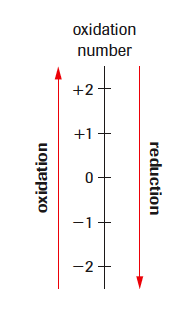 oxidation
number
+2
+1
0
−1
−2
oxidation
reduction